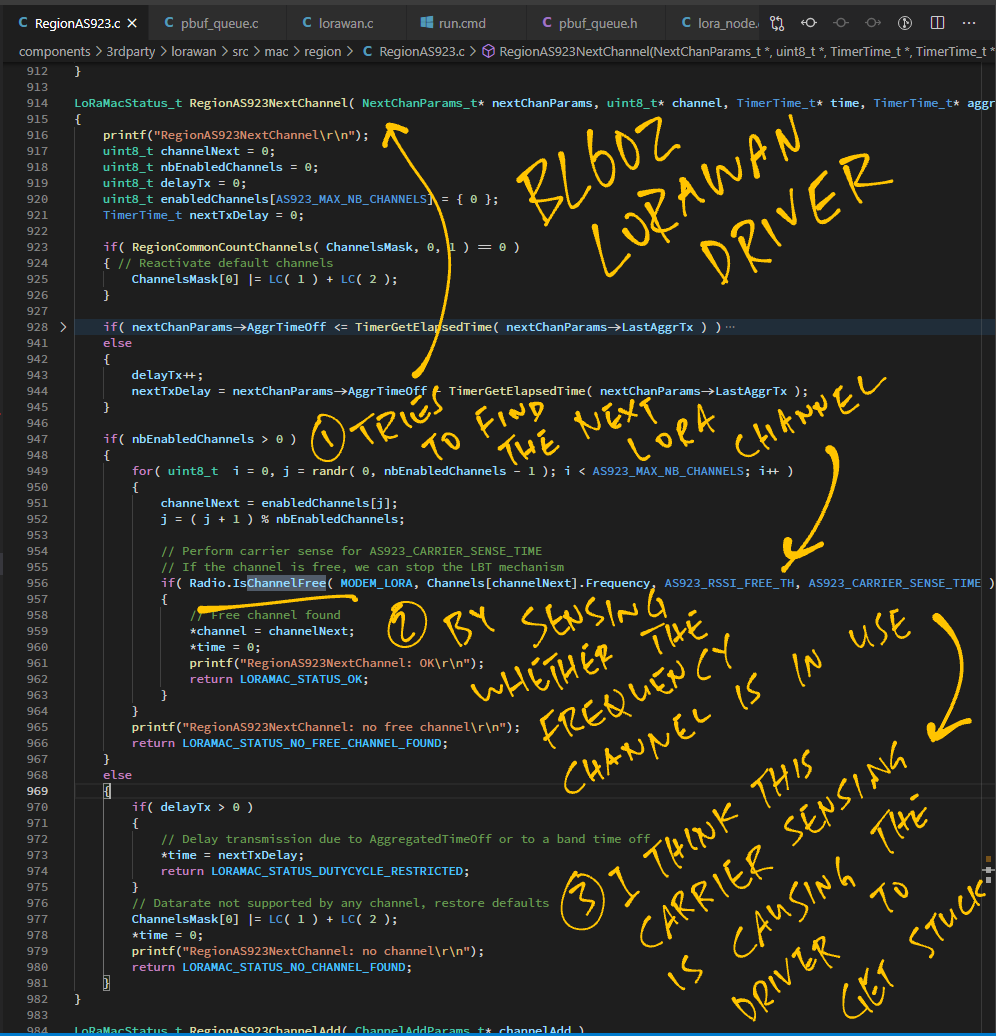 RegionAS923.c × pbuf_queue.c lorawan.c run.cmd pbuf_queue.h lora_node.
components > 3rdparty > lorawan > src > mac > region > C RegionAS923.c > RegionAS923NextChannel(NextChanParams_t *, uint8_t *, TimerTime_t *, TimerTime_t *
912 }
913
914 LoRaMacStatus_t RegionAS923NextChannel( NextChanParams_t* nextChanParams, uint8_t* channel, TimerTime_t* time, TimerTime_t* aggr
915 {
916 printf("RegionAS923NextChannel\r\n");
917 uint8_t channelNext = 0;
918 uint8_t nbEnabledChannels = 0;
919 uint8_t delayTx = 0;
920 uint8_t enabledChannels[AS923_MAX_NB_CHANNELS] = { 0 };
921 TimerTime_t nextTxDelay = 0;
922
923 if( RegionCommonCountChannels( ChannelsMask, 0, 1 ) == 0 )
924 { // Reactivate default channels
925 ChannelsMask[0] |= LC( 1 ) + LC( 2 );
926 }
927
928 if( nextChanParams->AggrTimeOff <= TimerGetElapsedTime( nextChanParams->LastAggrTx ) ) ...
941 else
942 {
943 delayTx++;
944 nextTxDelay = nextChanParams->AggrTimeOff - TimerGetElapsedTime( nextChanParams->LastAggrTx );
945 }
946
947 if( nbEnabledChannels > 0 )
948 {
949 for( uint8_t i = 0, j = randr( 0, nbEnabledChannels - 1 ); i < AS923_MAX_NB_CHANNELS; i++ )
950 {
951 channelNext = enabledChannels[j];
952 j = ( j + 1 ) % nbEnabledChannels;
953
954 // Perform carrier sense for AS923_CARRIER_SENSE_TIME
955 // If the channel is free, we can stop the LBT mechanism
956 if( Radio.IsChannelFree( MODEM_LORA, Channels[channelNext].Frequency, AS923_RSSI_FREE_TH, AS923_CARRIER_SENSE_TIME )
957 {
958 // Free channel found
959 *channel = channelNext;
960 *time = 0;
961 printf("RegionAS923NextChannel: OK\r\n");
962 return LORAMAC_STATUS_OK;
963 }
964 }
965 printf("RegionAS923NextChannel: no free channel\r\n");
966 return LORAMAC_STATUS_NO_FREE_CHANNEL_FOUND;
967 }
968 else
969 {
970 if( delayTx > 0 )
971 {
972 // Delay transmission due to AggregatedTimeOff or to a band time off
973 *time = nextTxDelay;
974 return LORAMAC_STATUS_DUTYCYCLE_RESTRICTED;
975 }
976 // Datarate not supported by any channel, restore defaults
977 ChannelsMask[0] |= LC( 1 ) + LC( 2 );
978 *time = 0;
979 printf("RegionAS923NextChannel: no channel\r\n");
980 return LORAMAC_STATUS_NO_CHANNEL_FOUND;
981 }
982 }
983
984 LoRaMacStatus_t RegionAS923ChannelAdd( ChannelAddParams_t* channelAdd )
BL602
LORAWAN
DRIVER
1 TRIES
TO FIND
THE NEXT
LORA CHANNEL
2 BY SENSING
WHETHER THE
FREQUENCY
CHANNEL IS IN USE
3 I THINK THIS
CARRIER SENSING
IS CAUSING THE
DRIVER TO
GET STUCK